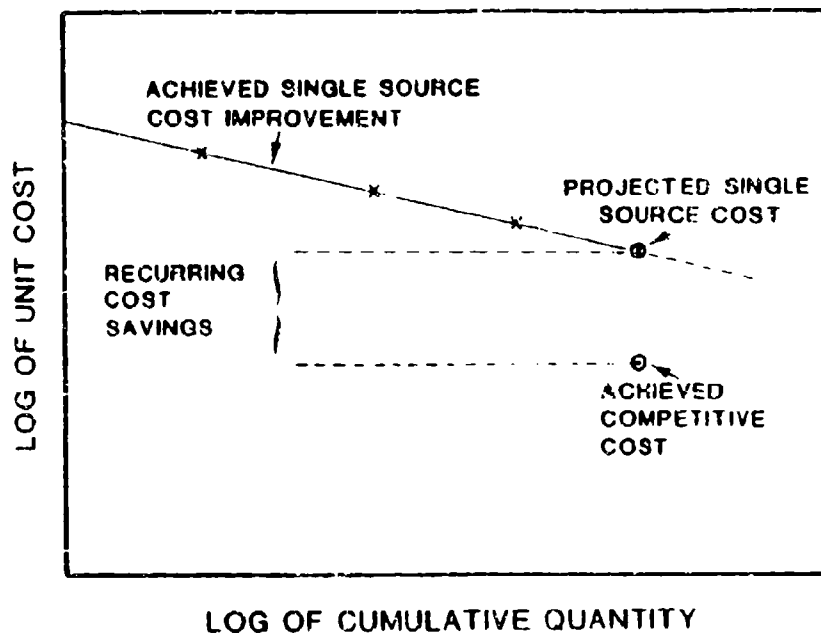 ACHIEVED SINGLE SOURCE
COST IMPROVEMENT
PROJECTED SINGLE
SOURCE COST
RECURRING
COST
SAVINGS
ACHIEVED
COMPETITIVE
COST
LOG OF UNIT COST
LOG OF CUMULATIVE QUANTITY